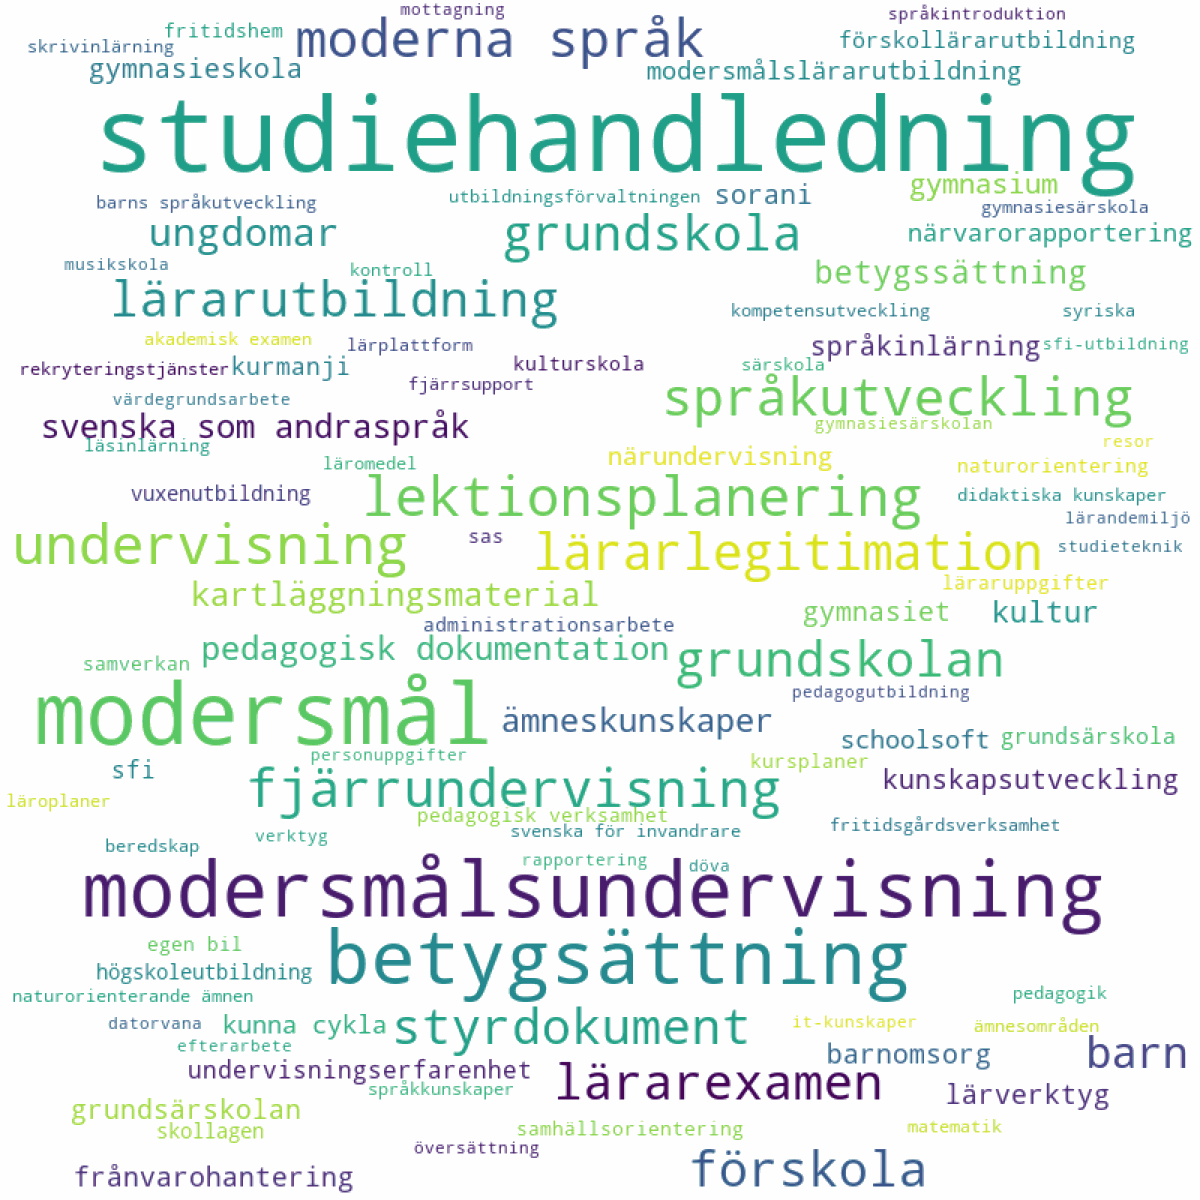 mottagning
språkintroduktion
fritidshem
moderna språk
förskollärarutbildning
skrivinlärning
gymnasieskola
modersmålslärarutbildning
studiehandledning
gymnasium
utbildningsförvaltningen
sorani
barns språkutveckling
gymnasiesärskola
ungdomar
grundskola
närvarorapportering
musikskola
kontroll
betygssättning
lärarutbildning
kompetensutveckling
syriska
akademisk examen
lärplattform
språkinlärning
sfi-utbildning
rekryteringstjänster
kurmanji
kulturskola
särskola
fjärrsupport
värdegrundsarbete
språkutveckling
svenska som andraspråk
gymnasiesärskolan
läsinlärning
resor
läromedel
närundervisning
naturorientering
vuxenutbildning
lektionsplanering
didaktiska kunskaper
lärandemiljö
undervisning
sas
lärarlegitimation
studieteknik
läraruppgifter
kartläggningsmaterial
gymnasiet
kultur
administrationsarbete
pedagogisk dokumentation
samverkan
grundskolan
pedagogutbildning
modersmål
ämneskunskaper
schoolsoft
grundsärskola
personuppgifter
kursplaner
sfi
fjärrundervisning
kunskapsutveckling
läroplaner
pedagogisk verksamhet
fritidsgårdsverksamhet
svenska för invandrare
verktyg
beredskap
rapportering
döva
modersmålsundervisning
egen bil
betygsättning
högskoleutbildning
naturorienterande ämnen
pedagogik
datorvana
kunna cykla
styrdokument
it-kunskaper
ämnesområden
efterarbete
barnomsorg
barn
undervisningserfarenhet
språkkunskaper
lärarexamen
lärverktyg
grundsärskolan
skollagen
samhällsorientering
matematik
översättning
frånvarohantering
förskola